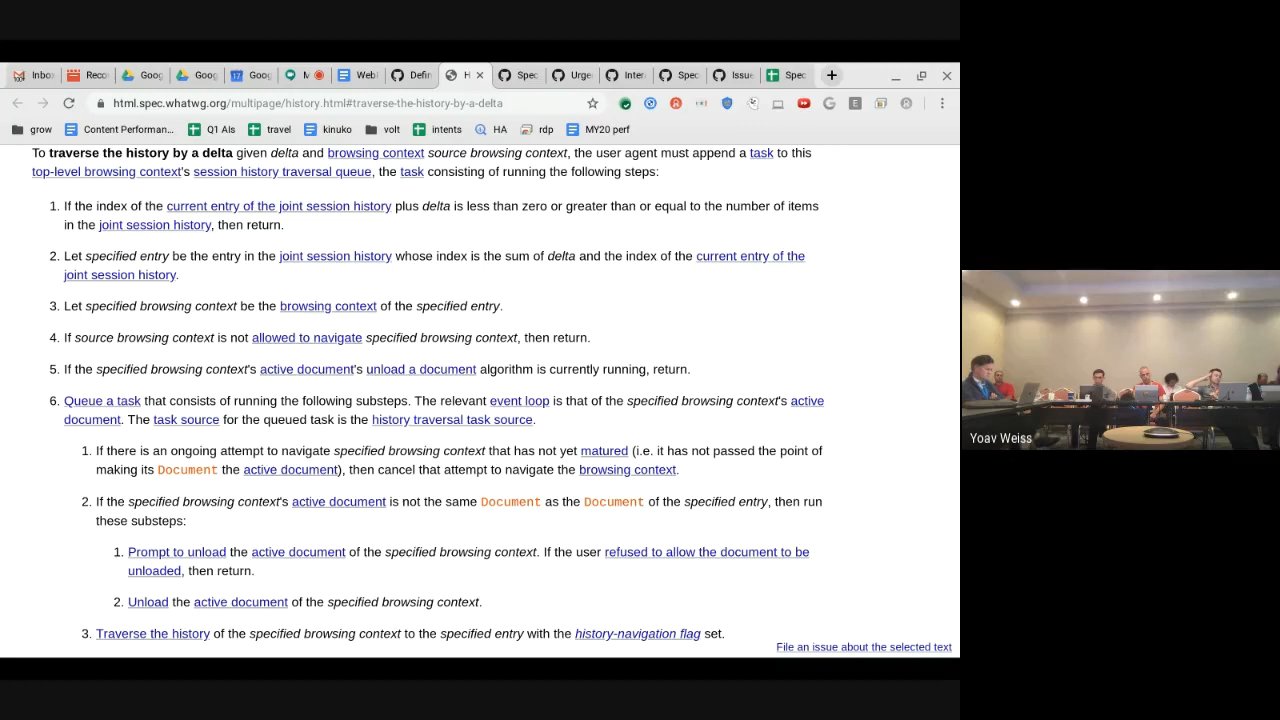 Inbo Reco Goog Goog Goog M Webl Defin H Spec Urge Inter Spec Issue Spec
html.spec.whatwg.org/multipage/history.html#traverse-the-history-by-a-delta
grow Content Performan... Q1 AIs travel kinuko volt intents HA rdp MY20 perf
To traverse the history by a delta given delta and browsing context source browsing context, the user agent must append a task to this
top-level browsing context's session history traversal queue, the task consisting of running the following steps:
1. If the index of the current entry of the joint session history plus delta is less than zero or greater than or equal to the number of items
in the joint session history, then return.
2. Let specified entry be the entry in the joint session history whose index is the sum of delta and the index of the current entry of the
joint session history.
3. Let specified browsing context be the browsing context of the specified entry.
4. If source browsing context is not allowed to navigate specified browsing context, then return.
5. If the specified browsing context's active document's unload a document algorithm is currently running, return.
6. Queue a task that consists of running the following substeps. The relevant event loop is that of the specified browsing context's active
document. The task source for the queued task is the history traversal task source.
1. If there is an ongoing attempt to navigate specified browsing context that has not yet matured (i.e. it has not passed the point of
making its Document the active document), then cancel that attempt to navigate the browsing context.
2. If the specified browsing context's active document is not the same Document as the Document of the specified entry, then run
these substeps:
1. Prompt to unload the active document of the specified browsing context. If the user refused to allow the document to be
unloaded, then return.
2. Unload the active document of the specified browsing context.
3. Traverse the history of the specified browsing context to the specified entry with the history-navigation flag set.
File an issue about the selected text
Yoav Weiss